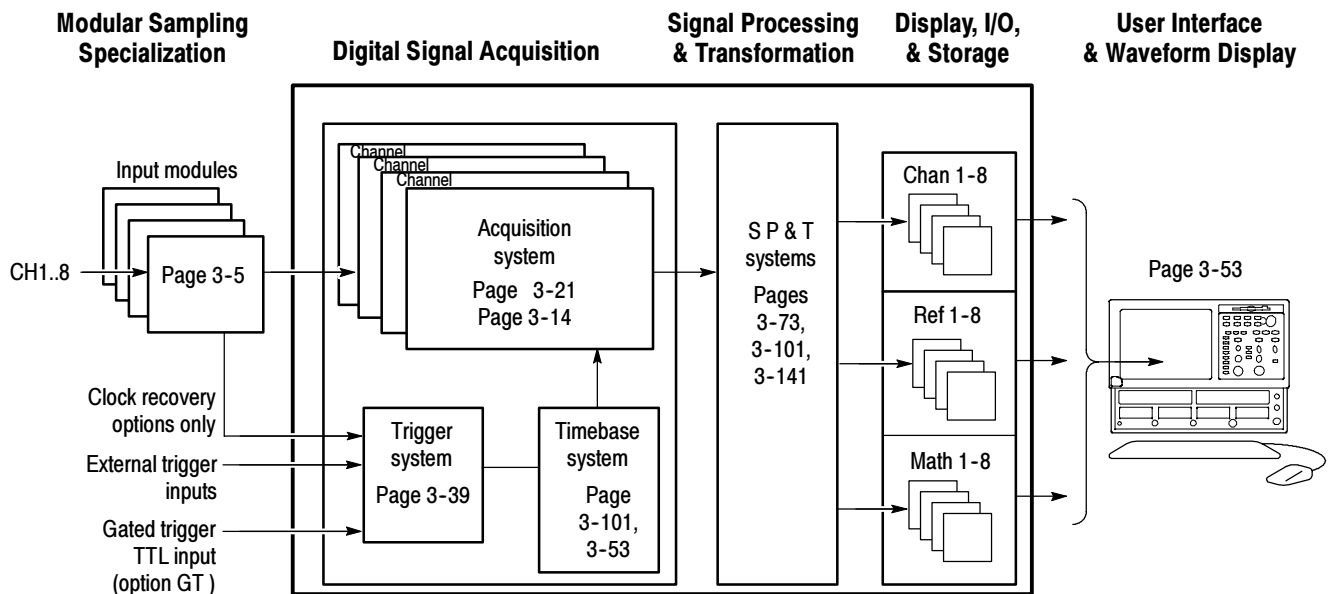 Modular Sampling
Specialization
Digital Signal Acquisition
Signal Processing
& Transformation
Display, I/O,
& Storage
User Interface
& Waveform Display
Input modules
CH1..8
Page 3-5
Channel
Channel
Channel
Acquisition
system
Page 3-21
Page 3-14
Clock recovery
options only
External trigger
inputs
Gated trigger
TTL input
(option GT )
Trigger
system
Page 3-39
Timebase
system
Page
3-101,
3-53
S P & T
systems
Pages
3-73,
3-101,
3-141
Chan 1-8
Ref 1-8
Math 1-8
Page 3-53